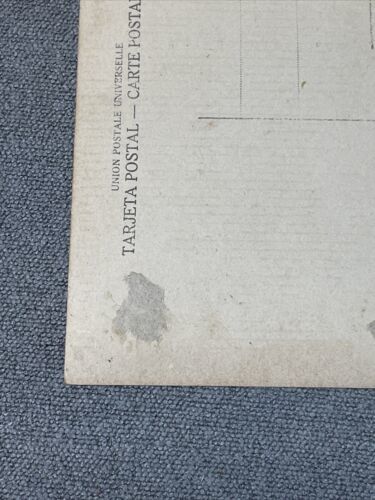 UNION POSTALE UNIVERSELLE
TARJETA POSTAL — CARTE POSTA